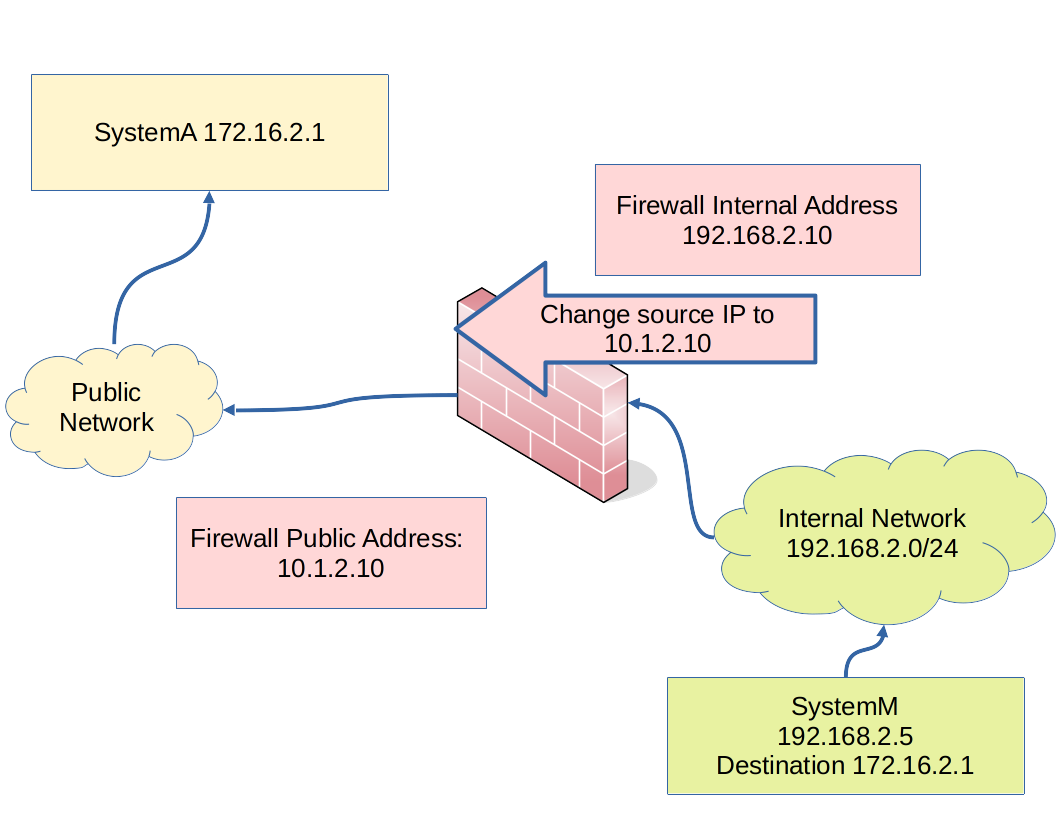 SystemA 172.16.2.1
Firewall Internal Address
192.168.2.10
Change source IP to
10.1.2.10
Public
Network
Firewall Public Address:
10.1.2.10
Internal Network
192.168.2.0/24
SystemM
192.168.2.5
Destination 172.16.2.1